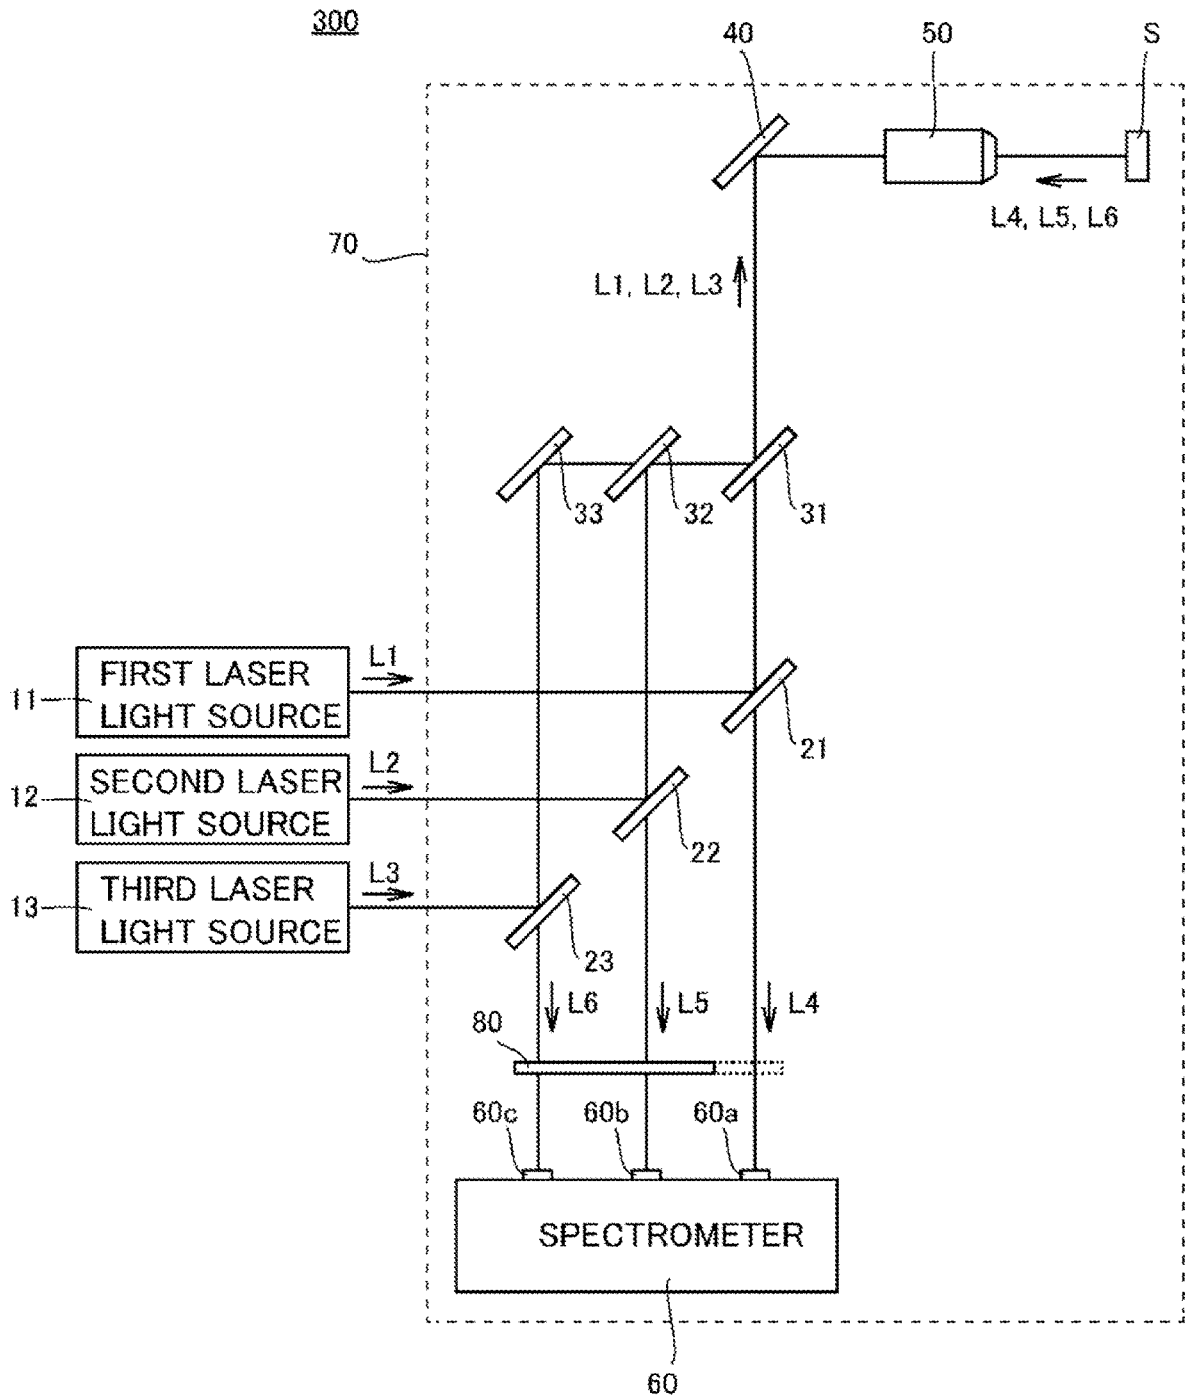 300
40
50
S
L4, L5, L6
70
L1, L2, L3
33
32
31
FIRST LASER
LIGHT SOURCE
11
L1
21
SECOND LASER
LIGHT SOURCE
12
L2
22
THIRD LASER
LIGHT SOURCE
13
L3
23
L6
L5
L4
80
60c
60b
60a
SPECTROMETER
60